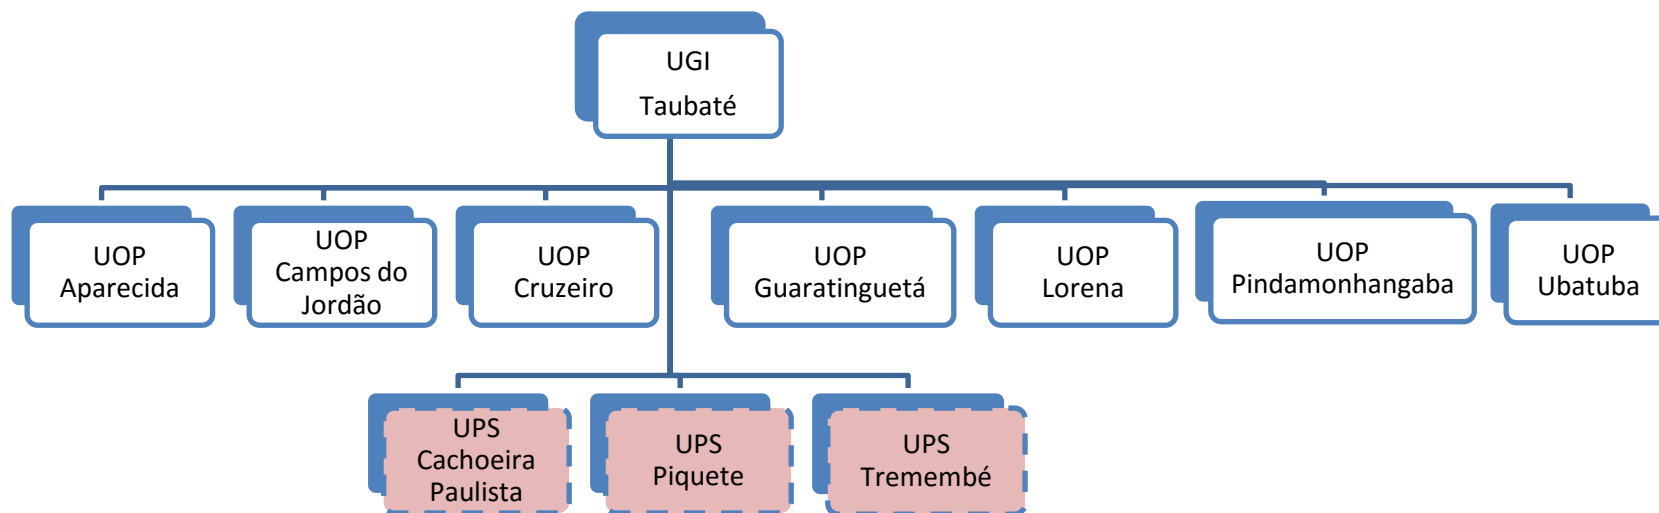 UGI
Taubaté
UOP
Aparecida
UOP
Campos do
Jordão
UOP
Cruzeiro
UOP
Guaratinguetá
UOP
Lorena
UOP
Pindamonhangaba
UOP
Ubatuba
UPS
Cachoeira
Paulista
UPS
Piquete
UPS
Tremembé